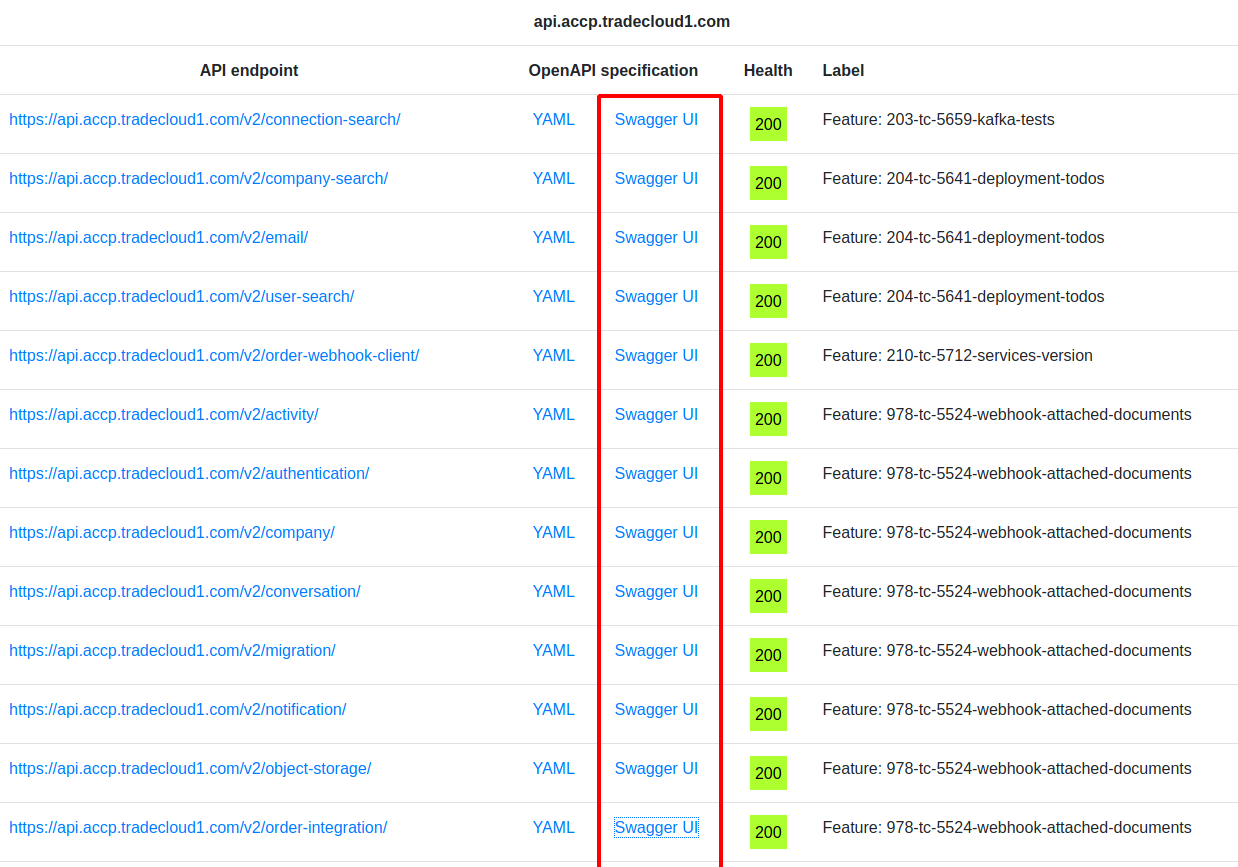 api.accp.tradecloud1.com
API endpoint OpenAPI specification Health Label
https://api.accp.tradecloud1.com/v2/connection-search/ YAML Swagger UI 200 Feature: 203-tc-5659-kafka-tests
https://api.accp.tradecloud1.com/v2/company-search/ YAML Swagger UI 200 Feature: 204-tc-5641-deployment-todos
https://api.accp.tradecloud1.com/v2/email/ YAML Swagger UI 200 Feature: 204-tc-5641-deployment-todos
https://api.accp.tradecloud1.com/v2/user-search/ YAML Swagger UI 200 Feature: 204-tc-5641-deployment-todos
https://api.accp.tradecloud1.com/v2/order-webhook-client/ YAML Swagger UI 200 Feature: 210-tc-5712-services-version
https://api.accp.tradecloud1.com/v2/activity/ YAML Swagger UI 200 Feature: 978-tc-5524-webhook-attached-documents
https://api.accp.tradecloud1.com/v2/authentication/ YAML Swagger UI 200 Feature: 978-tc-5524-webhook-attached-documents
https://api.accp.tradecloud1.com/v2/company/ YAML Swagger UI 200 Feature: 978-tc-5524-webhook-attached-documents
https://api.accp.tradecloud1.com/v2/conversation/ YAML Swagger UI 200 Feature: 978-tc-5524-webhook-attached-documents
https://api.accp.tradecloud1.com/v2/migration/ YAML Swagger UI 200 Feature: 978-tc-5524-webhook-attached-documents
https://api.accp.tradecloud1.com/v2/notification/ YAML Swagger UI 200 Feature: 978-tc-5524-webhook-attached-documents
https://api.accp.tradecloud1.com/v2/object-storage/ YAML Swagger UI 200 Feature: 978-tc-5524-webhook-attached-documents
https://api.accp.tradecloud1.com/v2/order-integration/ YAML Swagger UI 200 Feature: 978-tc-5524-webhook-attached-documents